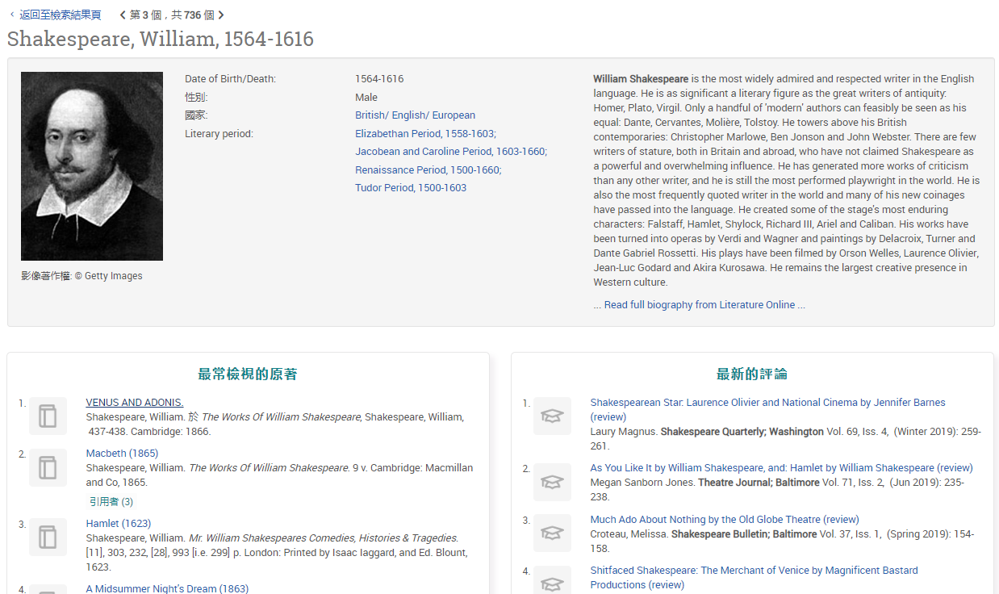 ‹ 返回至檢索結果頁 < 第 3 個，共 736 個 >
Shakespeare, William, 1564-1616
Date of Birth/Death: 1564-1616
性別: Male
國家: British/ English/ European
Literary period: Elizabethan Period, 1558-1603;
Jacobean and Caroline Period, 1603-1660;
Renaissance Period, 1500-1660;
Tudor Period, 1500-1603
影像著作權: © Getty Images
William Shakespeare is the most widely admired and respected writer in the English
language. He is as significant a literary figure as the great writers of antiquity:
Homer, Plato, Virgil. Only a handful of 'modern' authors can feasibly be seen as his
equal: Dante, Cervantes, Molière, Tolstoy. He towers above his British
contemporaries: Christopher Marlowe, Ben Jonson and John Webster. There are few
writers of stature, both in Britain and abroad, who have not claimed Shakespeare as
a powerful and overwhelming influence. He has generated more works of criticism
than any other writer, and he is still the most performed playwright in the world. He is
also the most frequently quoted writer in the world and many of his new coinages
have passed into the language. He created some of the stage's most enduring
characters: Falstaff, Hamlet, Shylock, Richard III, Ariel and Caliban. His works have
been turned into operas by Verdi and Wagner and paintings by Delacroix, Turner and
Dante Gabriel Rossetti. His plays have been filmed by Orson Welles, Laurence Olivier,
Jean-Luc Godard and Akira Kurosawa. He remains the largest creative presence in
Western culture.
... Read full biography from Literature Online ...
最常檢視的原著
1. VENUS AND ADONIS.
Shakespeare, William. 於 The Works Of William Shakespeare, Shakespeare, William,
437-438. Cambridge: 1866.
2. Macbeth (1865)
Shakespeare, William. The Works Of William Shakespeare. 9 v. Cambridge: Macmillan
and Co, 1865.
引用者 (3)
3. Hamlet (1623)
Shakespeare, William. Mr. William Shakespeares Comedies, Histories & Tragedies.
[11], 303, 232, [28], 993 [i.e. 299] p. London: Printed by Isaac Iaggard, and Ed. Blount,
1623.
4. A Midsummer Night's Dream (1863)
最新的評論
1. Shakespearean Star: Laurence Olivier and National Cinema by Jennifer Barnes
(review)
Laury Magnus. Shakespeare Quarterly; Washington Vol. 69, Iss. 4, (Winter 2019): 259-
261.
2. As You Like It by William Shakespeare, and: Hamlet by William Shakespeare (review)
Megan Sanborn Jones. Theatre Journal; Baltimore Vol. 71, Iss. 2, (Jun 2019): 235-
238.
3. Much Ado About Nothing by the Old Globe Theatre (review)
Croteau, Melissa. Shakespeare Bulletin; Baltimore Vol. 37, Iss. 1, (Spring 2019): 154-
158.
4. Shitfaced Shakespeare: The Merchant of Venice by Magnificent Bastard
Productions (review)